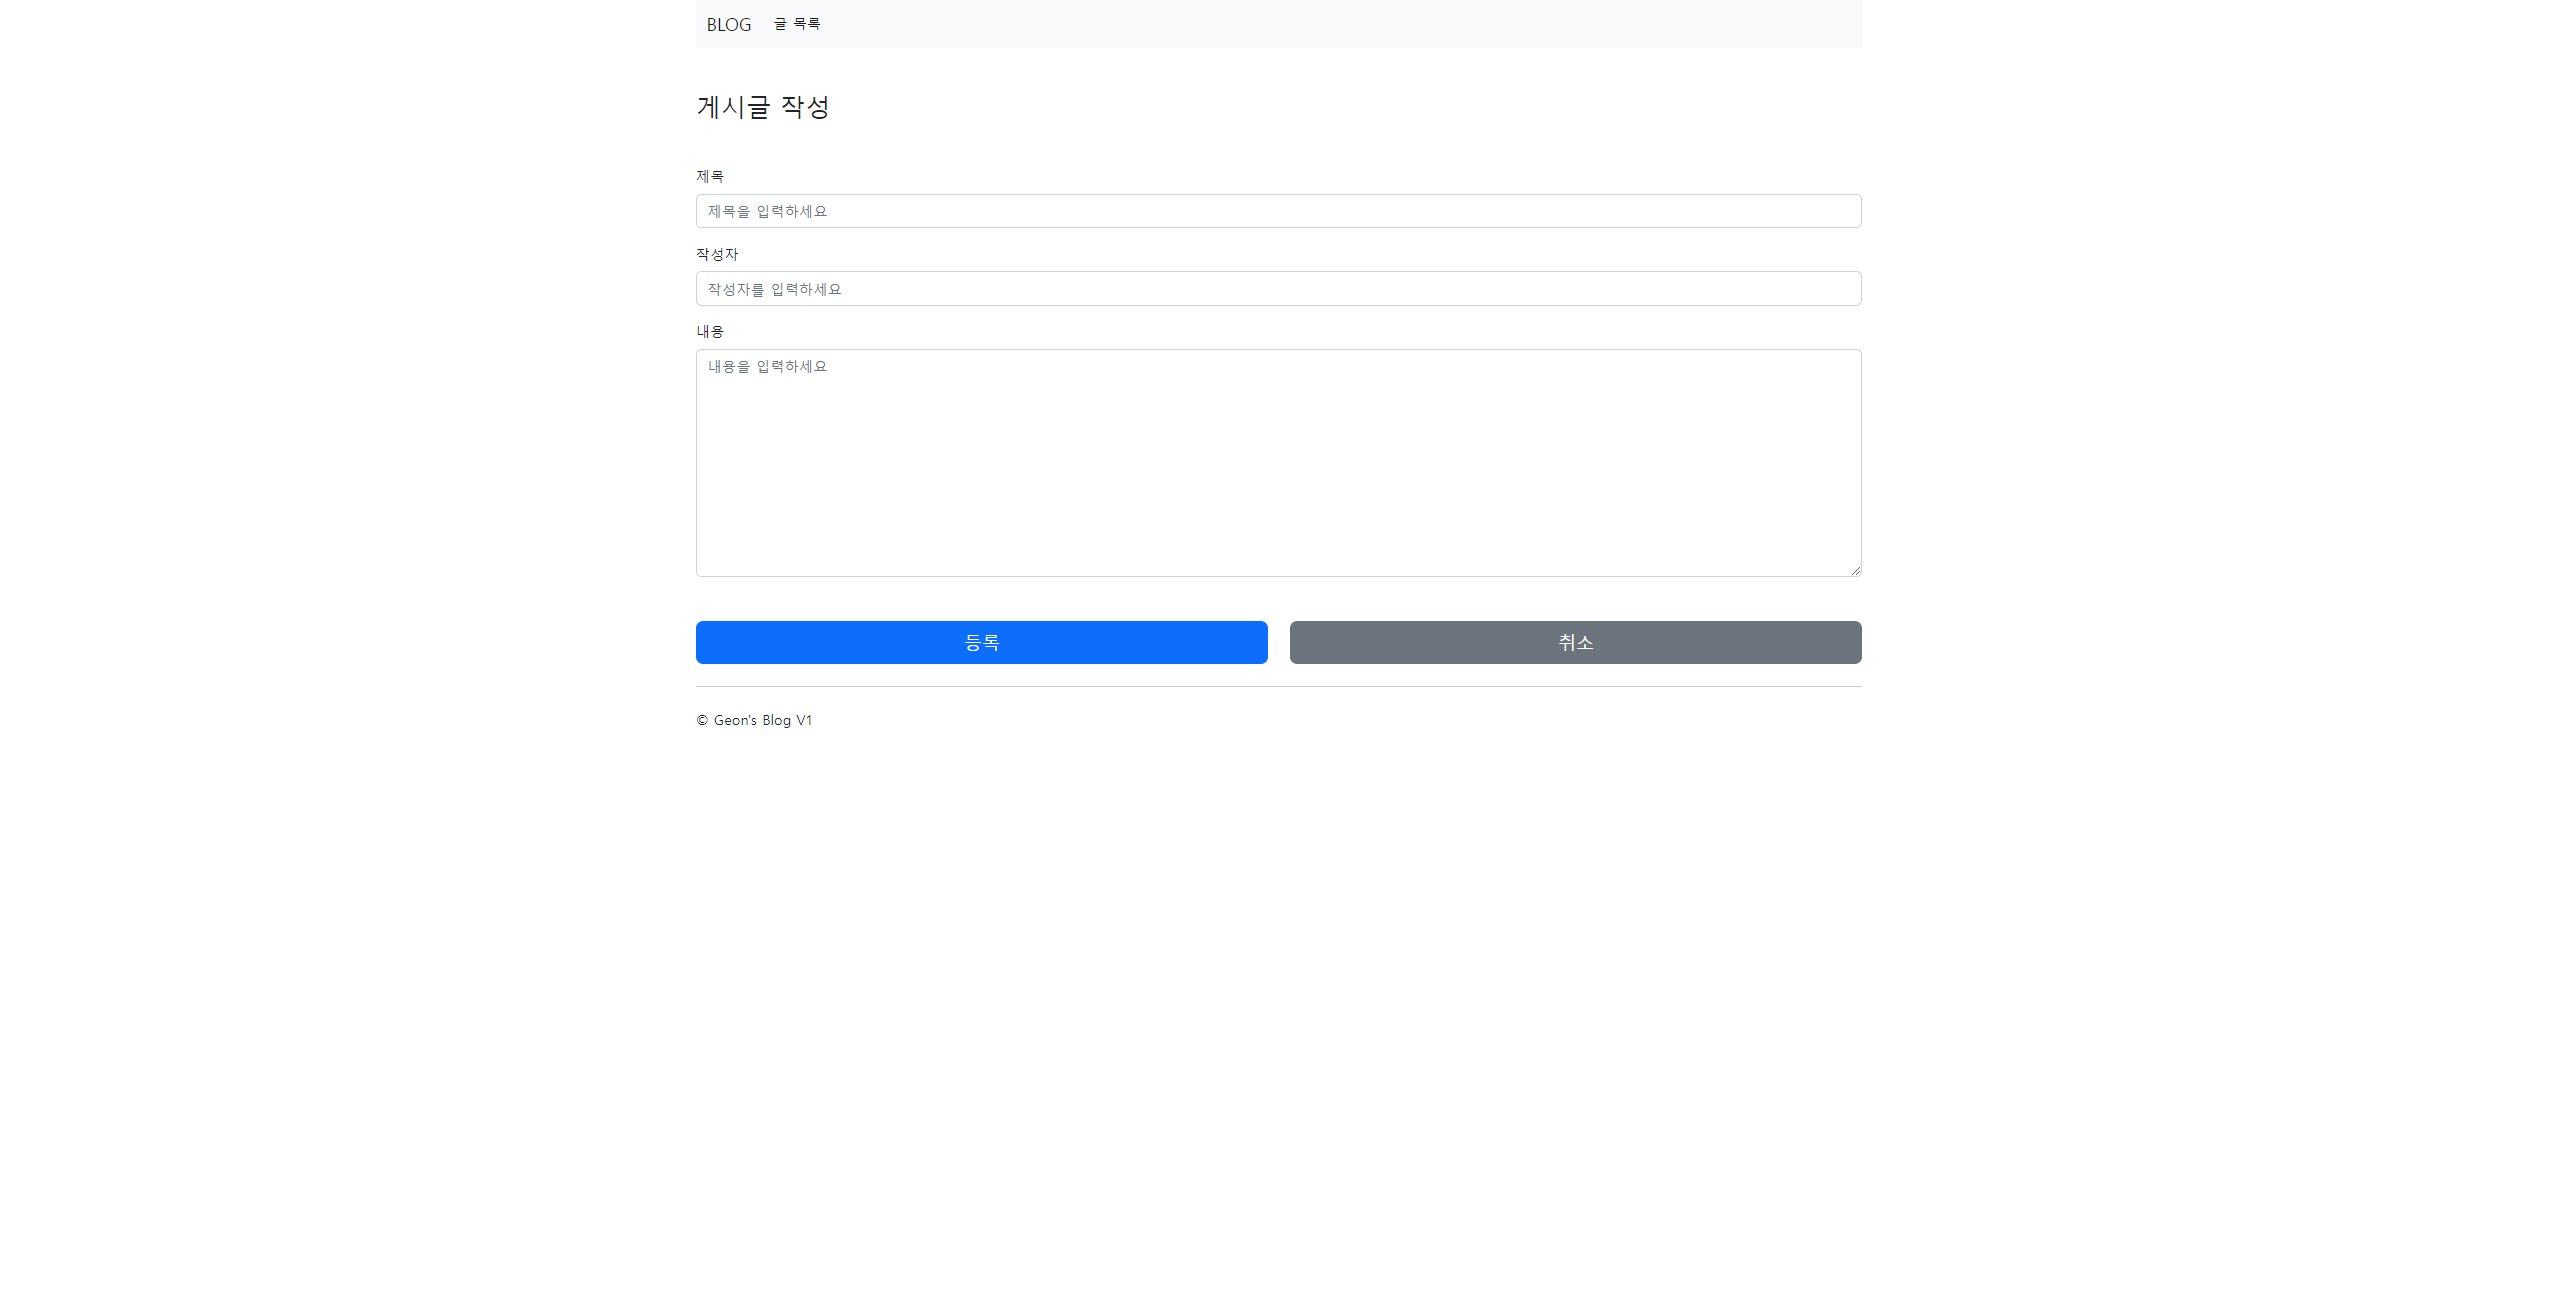 BLOG 글 목록
게시글 작성
제목
제목을 입력하세요
작성자
작성자를 입력하세요
내용
내용을 입력하세요
등록 취소
© Geon's Blog V1